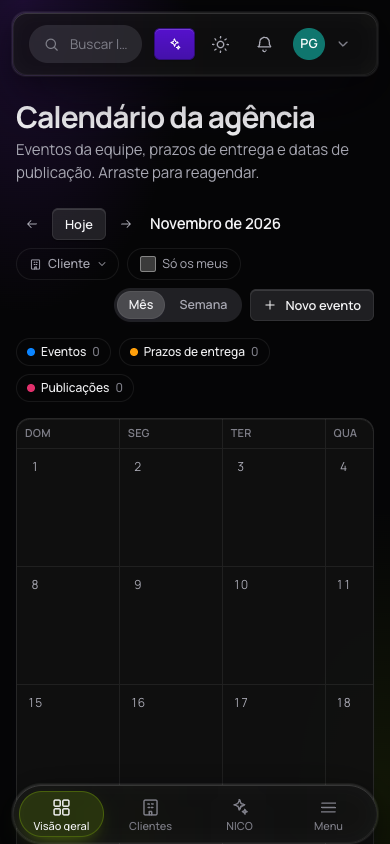 Buscar l...
PG
Calendário da agência
Eventos da equipe, prazos de entrega e datas de
publicação. Arraste para reagendar.
Hoje
Novembro de 2026
Cliente
Só os meus
Mês
Semana
Novo evento
Eventos 0
Prazos de entrega 0
Publicações 0
DOM SEG TER QUA
1 2 3 4
8 9 10 11
15 16 17 18
Visão geral
Clientes
NICO
Menu